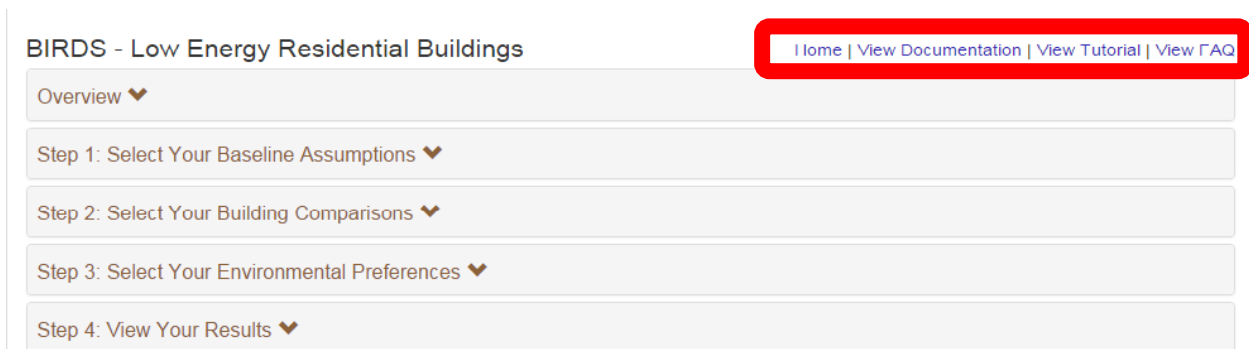 BIRDS - Low Energy Residential Buildings
Home | View Documentation | View Tutorial | View FAQ
Overview
Step 1: Select Your Baseline Assumptions
Step 2: Select Your Building Comparisons
Step 3: Select Your Environmental Preferences
Step 4: View Your Results